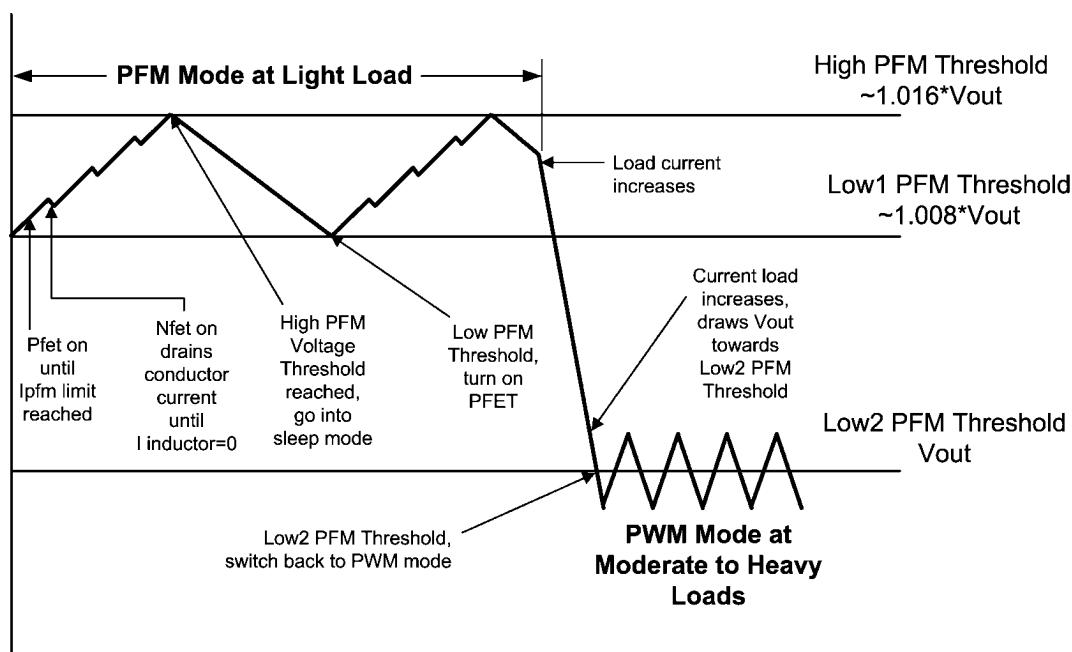 PFM Mode at Light Load
High PFM Threshold
~1.016*Vout
Load current
increases
Low1 PFM Threshold
~1.008*Vout
Pfet on
until
Ipfm limit
reached
Nfet on
drains
conductor
current
until
I inductor=0
High PFM
Voltage
Threshold
reached,
go into
sleep mode
Low PFM
Threshold,
turn on
PFET
Current load
increases,
draws Vout
towards
Low2 PFM
Threshold
Low2 PFM Threshold
Vout
Low2 PFM Threshold,
switch back to PWM mode
PWM Mode at
Moderate to Heavy
Loads